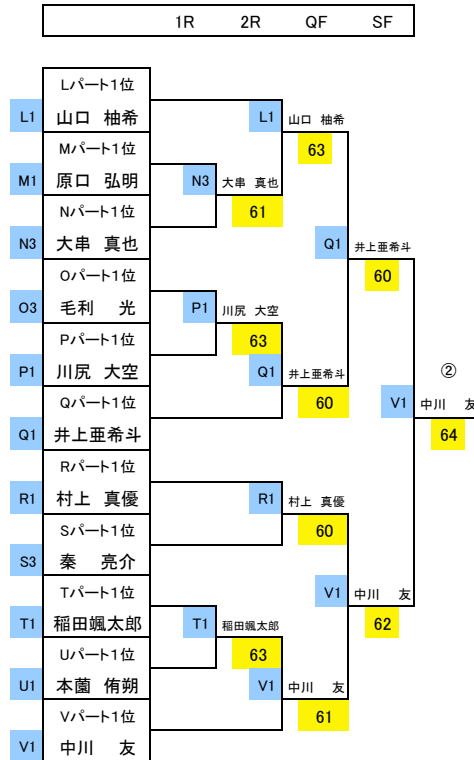 1R 2R QF SF
Lパート1位
L1 山口 柚希 L1 山口 柚希
Mパート1位 63
M1 原口 弘明 N3 大串 真也
Nパート1位 61
N3 大串 真也 Q1 井上亜希斗
Oパート1位 60
O3 毛利 光 P1 川尻 大空
Pパート1位 63
P1 川尻 大空 Q1 井上亜希斗 ②
Qパート1位 60 V1 中川 友
Q1 井上亜希斗 64
Rパート1位
R1 村上 真優 R1 村上 真優
Sパート1位 60
S3 秦 亮介
Tパート1位 V1 中川 友
T1 稲田颯太郎 T1 稲田颯太郎 62
Uパート1位 63
U1 本薗 侑朔 V1 中川 友
Vパート1位 61
V1 中川 友